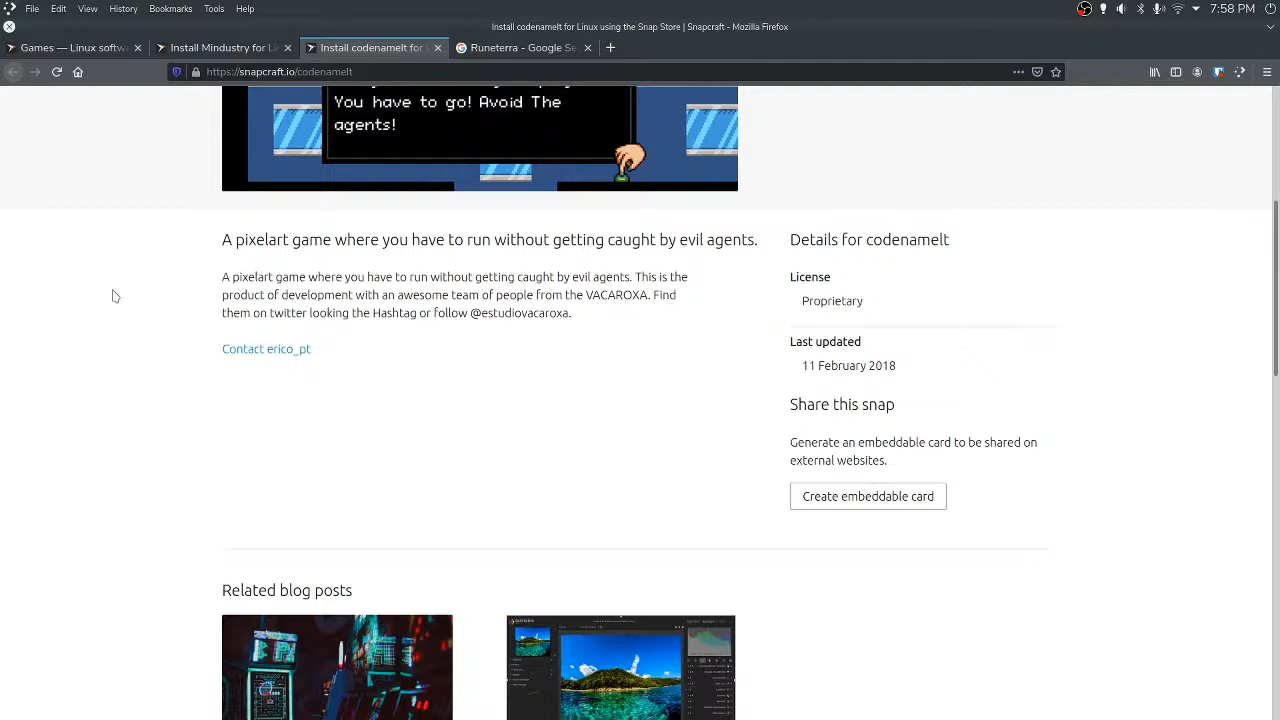 File Edit View History Bookmarks Tools Help
7:58 PM
Install codenamelt for Linux using the Snap Store | Snapcraft - Mozilla Firefox
Games — Linux softw
Install Mindustry for Li
Install codenamelt for
Runeterra - Google Se
https://snapcraft.io/codenamelt
You have to go! Avoid The
agents!
A pixelart game where you have to run without getting caught by evil agents.
A pixelart game where you have to run without getting caught by evil agents. This is the
product of development with an awesome team of people from the VACAROXA. Find
them on twitter looking the Hashtag or follow @estudiovacaroxa.
Contact erico_pt
Details for codenamelt
License
Proprietary
Last updated
11 February 2018
Share this snap
Generate an embeddable card to be shared on
external websites.
Create embeddable card
Related blog posts